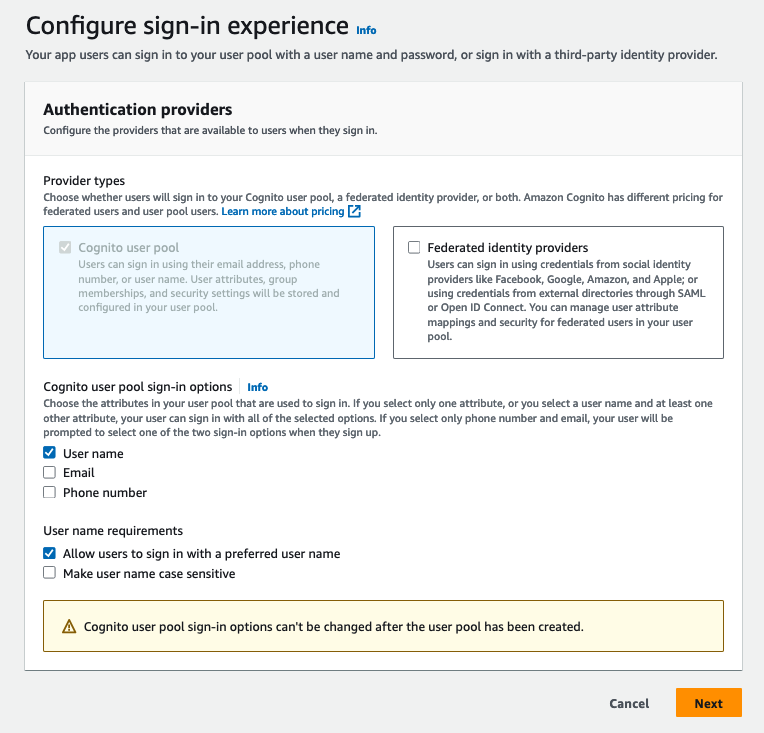 Configure sign-in experience Info
Your app users can sign in to your user pool with a user name and password, or sign in with a third-party identity provider.
Authentication providers
Configure the providers that are available to users when they sign in.
Provider types
Choose whether users will sign in to your Cognito user pool, a federated identity provider, or both. Amazon Cognito has different pricing for
federated users and user pool users. Learn more about pricing
Cognito user pool
Users can sign in using their email address, phone
number, or user name. User attributes, group
memberships, and security settings will be stored and
configured in your user pool.
Federated identity providers
Users can sign in using credentials from social identity
providers like Facebook, Google, Amazon, and Apple; or
using credentials from external directories through SAML
or Open ID Connect. You can manage user attribute
mappings and security for federated users in your user
pool.
Cognito user pool sign-in options Info
Choose the attributes in your user pool that are used to sign in. If you select only one attribute, or you select a user name and at least one
other attribute, your user can sign in with all of the selected options. If you select only phone number and email, your user will be
prompted to select one of the two sign-in options when they sign up.
User name
Email
Phone number
User name requirements
Allow users to sign in with a preferred user name
Make user name case sensitive
Cognito user pool sign-in options can't be changed after the user pool has been created.
Cancel Next